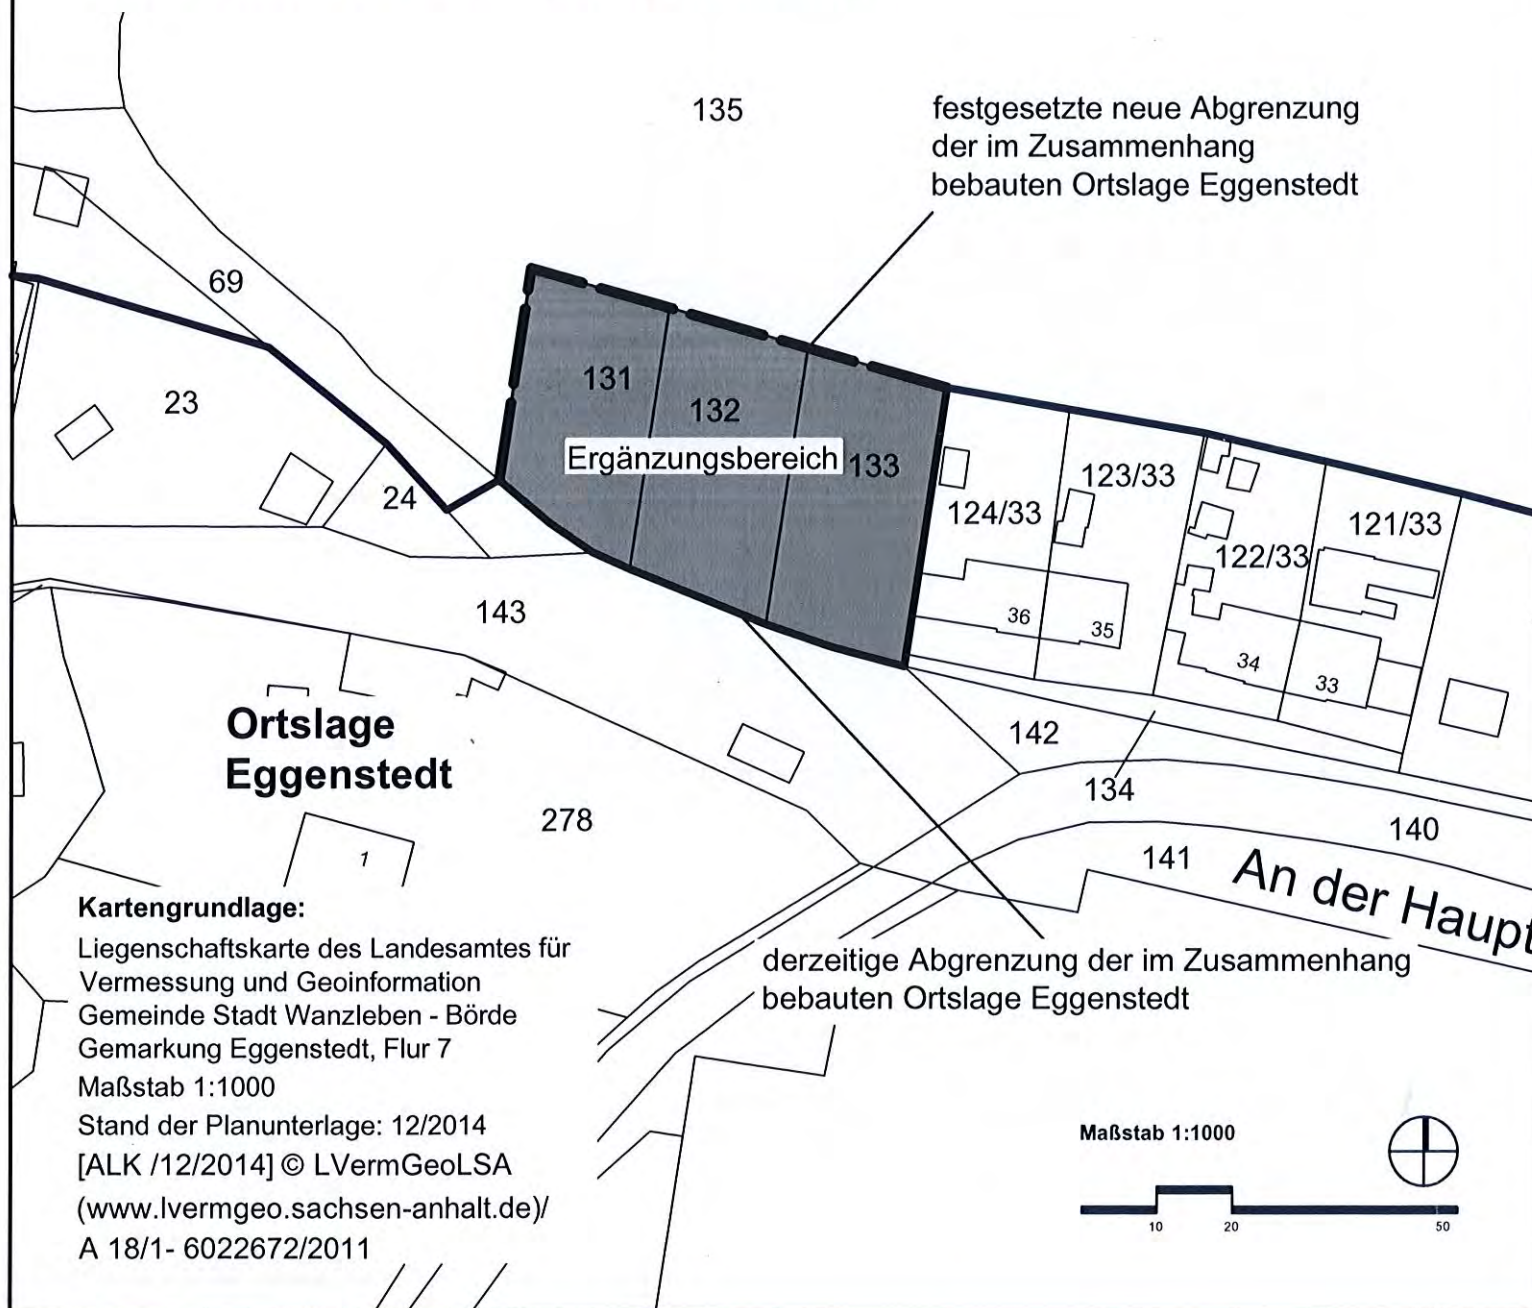 135
festgesetzte neue Abgrenzung
der im Zusammenhang
bebauten Ortslage Eggenstedt
69
23
131
132
Ergänzungsbereich
133
24
124/33
123/33
122/33
121/33
143
36
35
34
33
Ortslage
Eggenstedt
142
134
278
140
141
An der Haupt
1
Kartengrundlage:
Liegenschaftskarte des Landesamtes für
Vermessung und Geoinformation
Gemeinde Stadt Wanzleben - Börde
Gemarkung Eggenstedt, Flur 7
Maßstab 1:1000
Stand der Planunterlage: 12/2014
[ALK /12/2014] © LVermGeoLSA
(www.lvermgeo.sachsen-anhalt.de)/
A 18/1- 6022672/2011
derzeitige Abgrenzung der im Zusammenhang
bebauten Ortslage Eggenstedt
Maßstab 1:1000
10
20
50